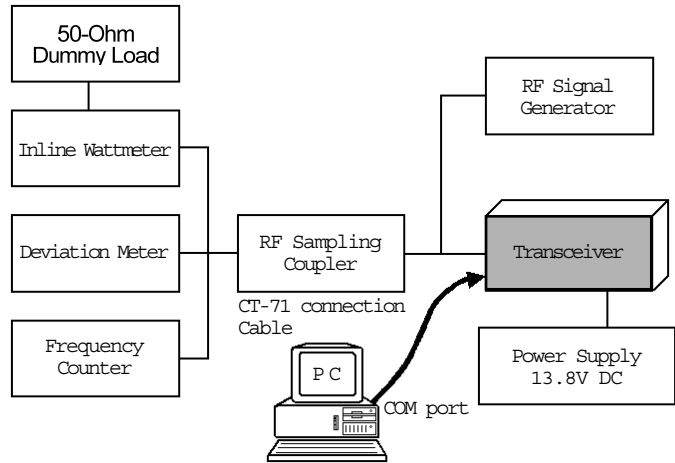 50-Ohm
Dummy Load
RF Signal
Generator
Inline Wattmeter
Deviation Meter
RF Sampling
Coupler
Transceiver
CT-71 connection
Cable
Frequency
Counter
PC
COM port
Power Supply
13.8V DC